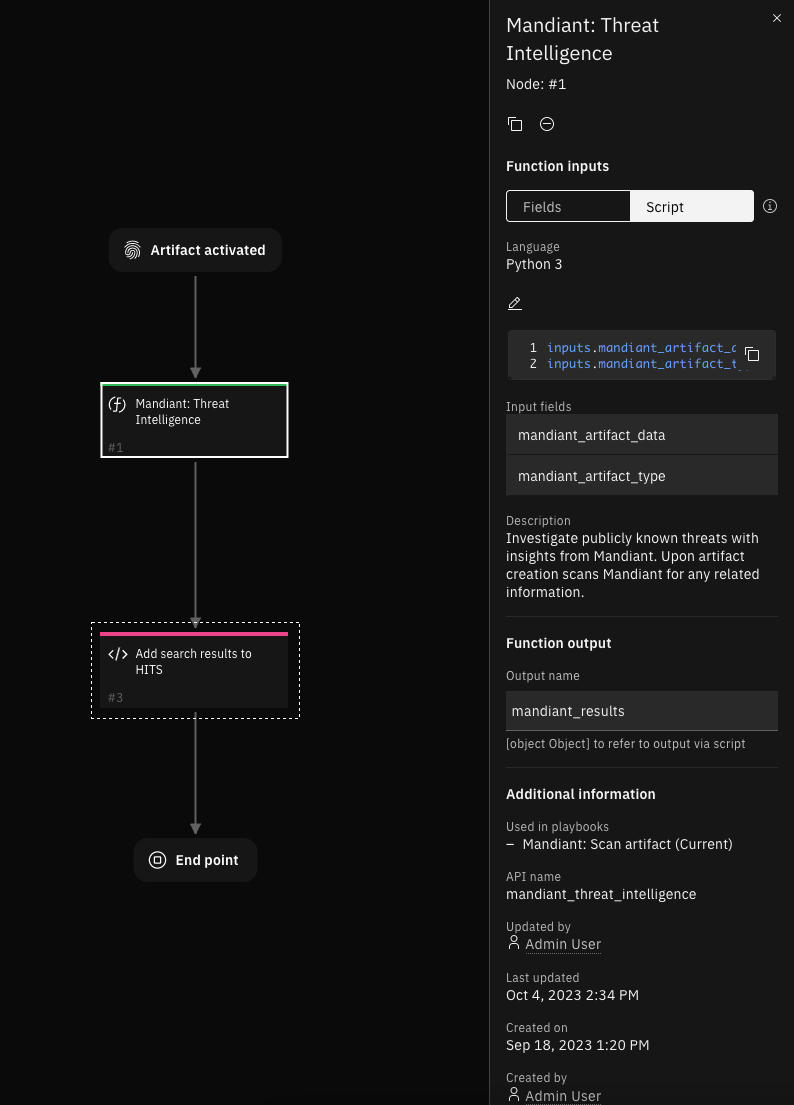 Artifact activated
Mandiant: Threat
Intelligence
#1
Add search results to
HITS
#3
End point
Mandiant: Threat
Intelligence
Node: #1
Function inputs
Fields
Script
Language
Python 3
1 inputs.mandiant_artifact_
2 inputs.mandiant_artifact_t
Input fields
mandiant_artifact_data
mandiant_artifact_type
Description
Investigate publicly known threats with
insights from Mandiant. Upon artifact
creation scans Mandiant for any related
information.
Function output
Output name
mandiant_results
[object Object] to refer to output via script
Additional information
Used in playbooks
– Mandiant: Scan artifact (Current)
API name
mandiant_threat_intelligence
Updated by
Admin User
Last updated
Oct 4, 2023 2:34 PM
Created on
Sep 18, 2023 1:20 PM
Created by
Admin User